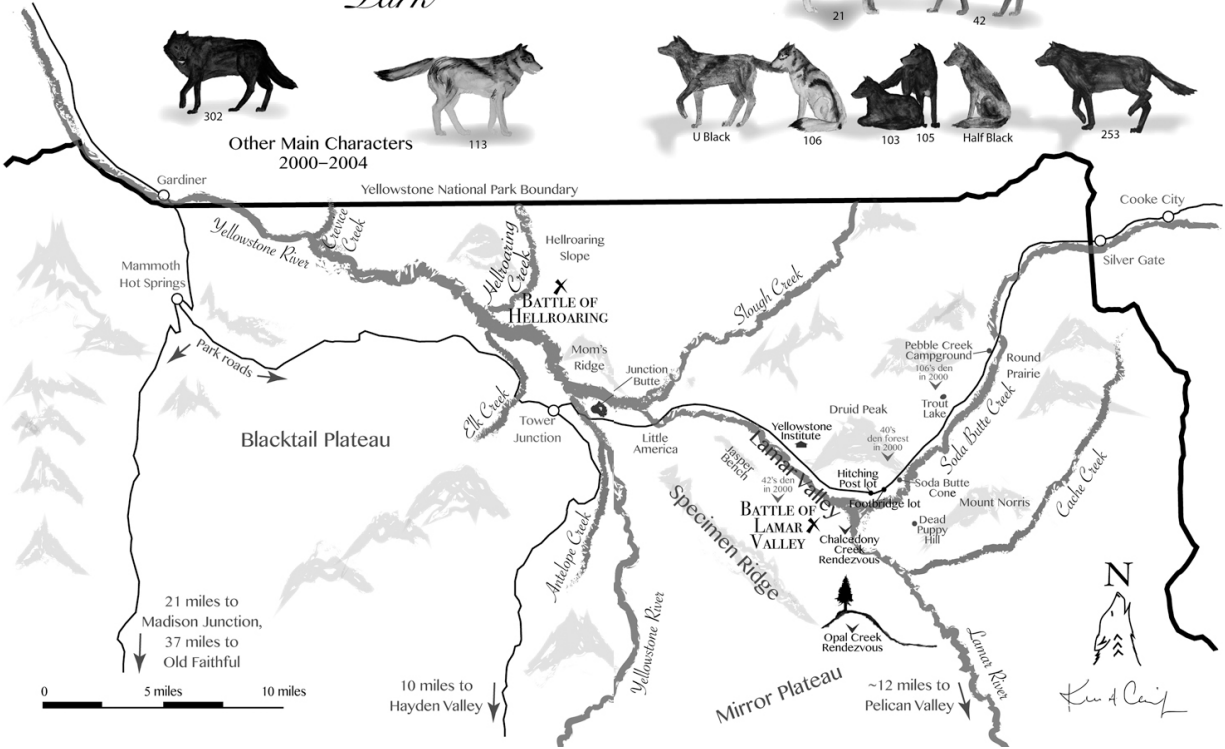 Park
21
42
302
113
U Black
106
103
105
Half Black
253
Other Main Characters
2000–2004
Gardiner
Yellowstone National Park Boundary
Cooke City
Yellowstone River
Crevice
Creek
Hellroaring
Creek
Hellroaring
Slope
Silver Gate
Mammoth
Hot Springs
Battle of
Hellroaring
Slough Creek
Park roads
Mom's
Ridge
Junction
Butte
Pebble Creek
Campground
106's den
in 2000
Round
Prairie
Trout
Lake
Elk Creek
Tower
Junction
Little
America
Druid Peak
Blacktail Plateau
Yellowstone
Institute
40's
den forest
in 2000
Soda Butte Creek
Jasper
Bench
Lamar Valley
42's den
in 2000
Hitching
Post lot
Soda Butte
Cone
Footbridge lot
Mount Norris
Cache Creek
Specimen Ridge
Battle of
Lamar
Valley
Dead
Puppy
Hill
Chalcedony
Creek
Rendezvous
Antelope Creek
N
21 miles to
Madison Junction,
37 miles to
Old Faithful
Yellowstone River
Opal Creek
Rendezvous
Lamar River
0
5 miles
10 miles
10 miles to
Hayden Valley
Mirror Plateau
~12 miles to
Pelican Valley